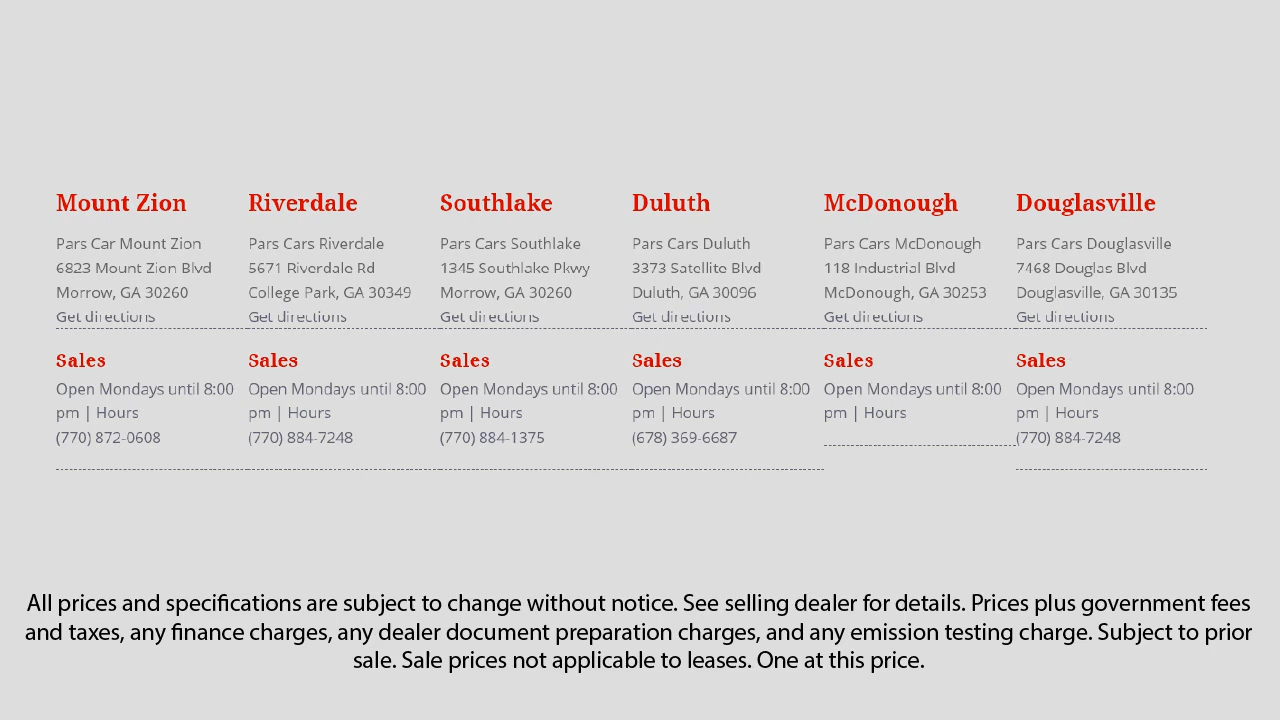 Mount Zion
Pars Car Mount Zion
6823 Mount Zion Blvd
Morrow, GA 30260
Get directions
Sales
Open Mondays until 8:00
pm | Hours
(770) 872-0608
Riverdale
Pars Cars Riverdale
5671 Riverdale Rd
College Park, GA 30349
Get directions
Sales
Open Mondays until 8:00
pm | Hours
(770) 884-7248
Southlake
Pars Cars Southlake
1345 Southlake Pkwy
Morrow, GA 30260
Get directions
Sales
Open Mondays until 8:00
pm | Hours
(770) 884-1375
Duluth
Pars Cars Duluth
3373 Satellite Blvd
Duluth, GA 30096
Get directions
Sales
Open Mondays until 8:00
pm | Hours
(678) 369-6687
McDonough
Pars Cars McDonough
118 Industrial Blvd
McDonough, GA 30253
Get directions
Sales
Open Mondays until 8:00
pm | Hours
Douglasville
Pars Cars Douglasville
7468 Douglas Blvd
Douglasville, GA 30135
Get directions
Sales
Open Mondays until 8:00
pm | Hours
(770) 884-7248
All prices and specifications are subject to change without notice. See selling dealer for details. Prices plus government fees
and taxes, any finance charges, any dealer document preparation charges, and any emission testing charge. Subject to prior
sale. Sale prices not applicable to leases. One at this price.